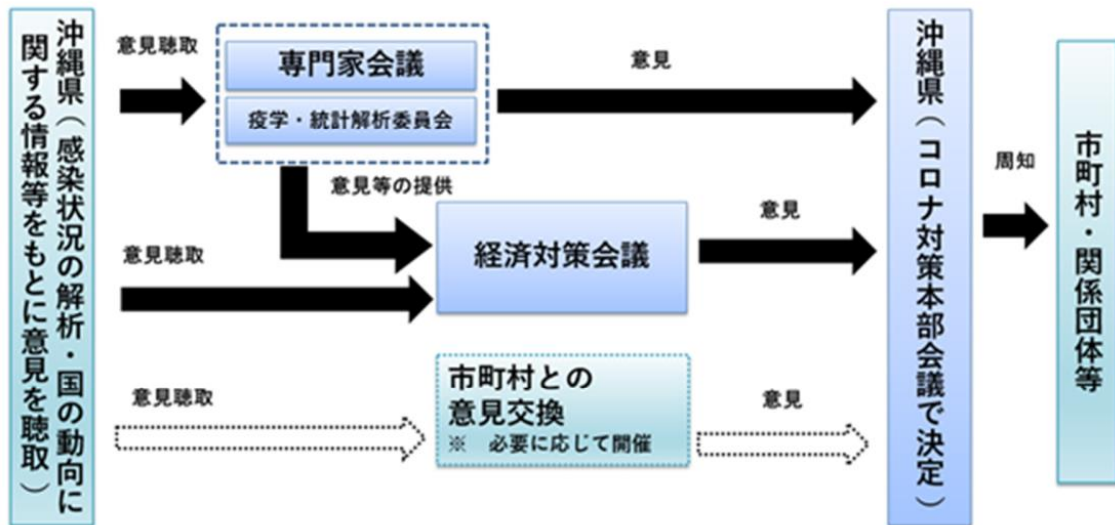 沖縄県（感染状況の解析・国の動向に
関する情報等をもとに意見を聴取）
意見聴取
専門家会議
疫学・統計解析委員会
意見
意見等の提供
意見聴取
経済対策会議
意見
意見聴取
市町村との
意見交換
※　必要に応じて開催
意見
沖縄県（コロナ対策本部会議で決定）
周知
市町村・関係団体等